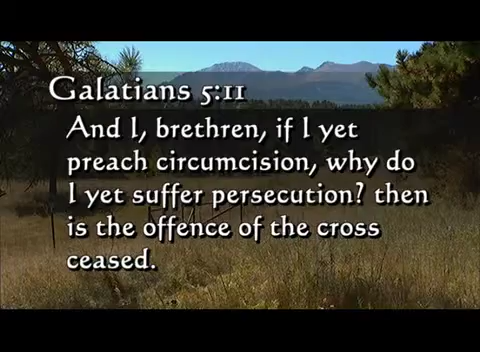 Galatians 5:11
And I, brethren, if I yet
preach circumcision, why do
I yet suffer persecution? then
is the offence of the cross
ceased.